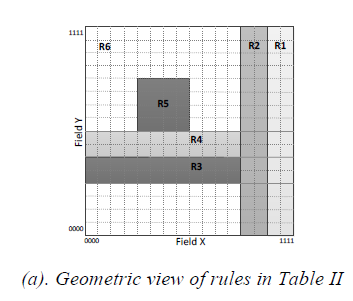 1111
R6 R2 R1
R5
R4
R3
Field Y
0000
0000 Field X 1111
(a). Geometric view of rules in Table II